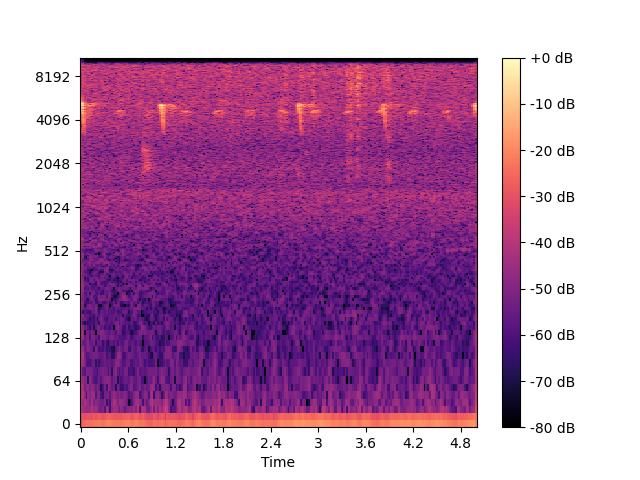 8192
4096
2048
1024
512
256
128
64
0
Hz
0 0.6 1.2 1.8 2.4 3 3.6 4.2 4.8
Time
+0 dB
-10 dB
-20 dB
-30 dB
-40 dB
-50 dB
-60 dB
-70 dB
-80 dB